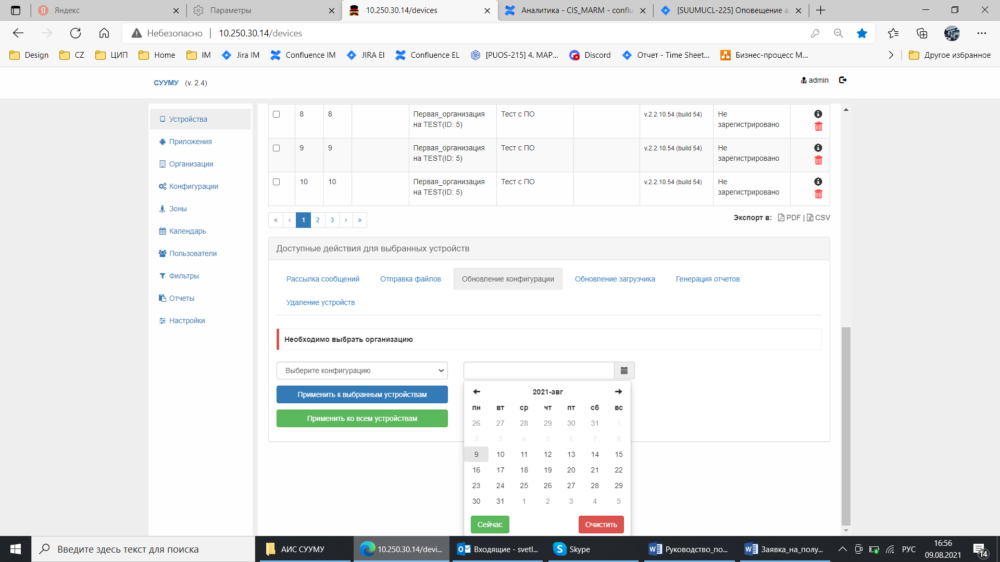 Яндекс
Параметры
10.250.30.14/devices
Аналитика - CIS_MARM - conflu
[SUUMUCL-225] Оповещение а
Небезопасно
10.250.30.14/devices
Design
CZ
ЦИП
Home
IM
Jira IM
Confluence IM
JIRA EI
Confluence EL
[PUOS-215] 4. МАР...
Discord
Отчет - Time Sheet...
Бизнес-процесс М...
Другое избранное
СУУМУ (v. 2.4)
admin
Устройства
Приложения
Организации
Конфигурации
Зоны
Календарь
Пользователи
Фильтры
Отчеты
Настройки
8 8 Первая_организация на TEST(ID: 5) Тест с ПО v.2.2.10.54 (build 54) Не зарегистрировано
9 9 Первая_организация на TEST(ID: 5) Тест с ПО v.2.2.10.54 (build 54) Не зарегистрировано
10 10 Первая_организация на TEST(ID: 5) Тест с ПО v.2.2.10.54 (build 54) Не зарегистрировано
« ‹ 1 2 3 › »
Экспорт в: PDF | CSV
Доступные действия для выбранных устройств
Рассылка сообщений
Отправка файлов
Обновление конфигурации
Обновление загрузчика
Генерация отчетов
Удаление устройств
Необходимо выбрать организацию
Выберите конфигурацию
Применить к выбранным устройствам
Применить ко всем устройствам
2021-авг
пн вт ср чт пт сб вс
26 27 28 29 30 31 1
2 3 4 5 6 7 8
9 10 11 12 13 14 15
16 17 18 19 20 21 22
23 24 25 26 27 28 29
30 31 1 2 3 4 5
Сейчас
Очистить
Введите здесь текст для поиска
АИС СУУМУ
10.250.30.14/devi...
Входящие - svetl...
Skype
Руководство_по...
Заявка_на_полу...
РУС
16:56
09.08.2021
14